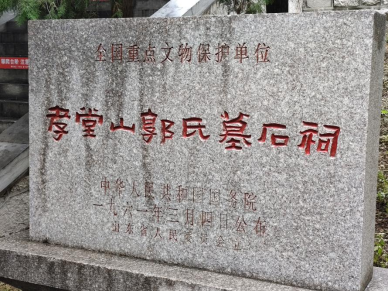 全国重点文物保护单位
孝堂山郭氏墓石祠
中华人民共和国国务院
一九六一年三月四日公布
山东省人民委员会立